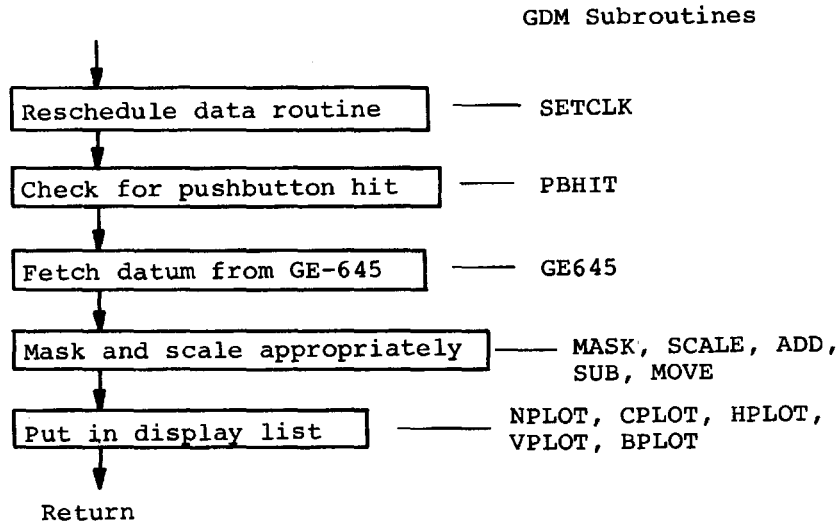 GDM Subroutines
Reschedule data routine
SETCLK
Check for pushbutton hit
PBHIT
Fetch datum from GE-645
GE645
Mask and scale appropriately
MASK, SCALE, ADD,
SUB, MOVE
Put in display list
NPLOT, CPLOT, HPLOT,
VPLOT, BPLOT
Return